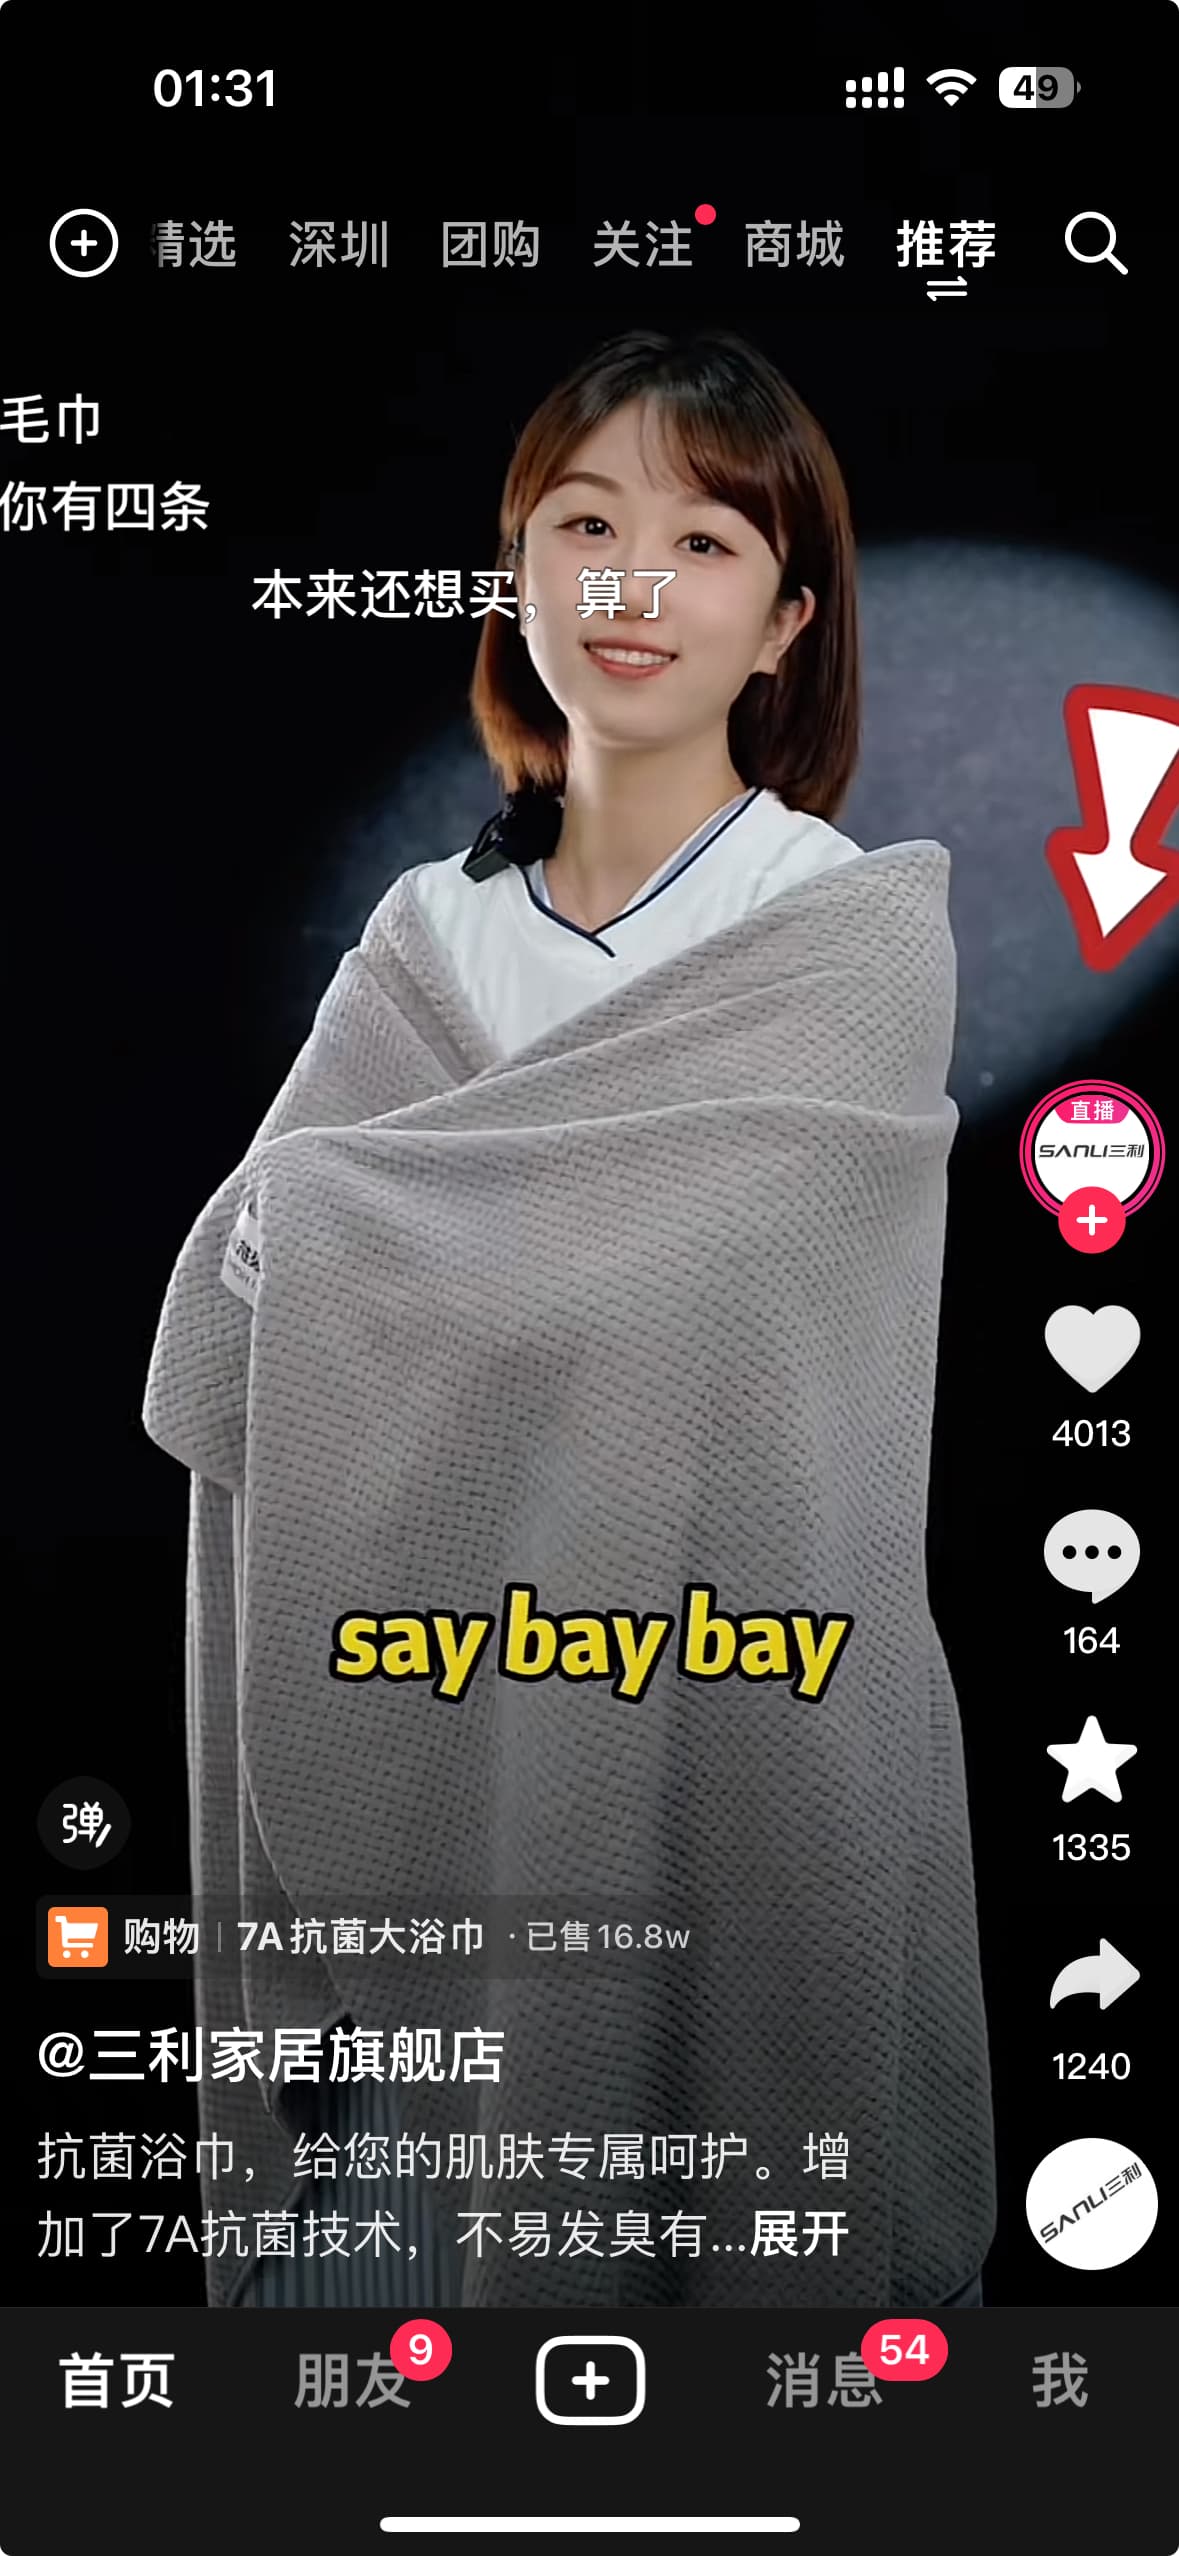 01:31
49
精选 深圳 团购 关注 商城 推荐
毛巾
你有四条
本来还想买，算了
直播
SANLI三利
4013
164
say bay bay
1335
弹
购物 | 7A抗菌大浴巾 · 已售16.8w
@三利家居旗舰店
1240
抗菌浴巾，给您的肌肤专属呵护。增
加了7A抗菌技术，不易发臭有...展开
SANLI三利
首页 朋友 9 消息 54 我